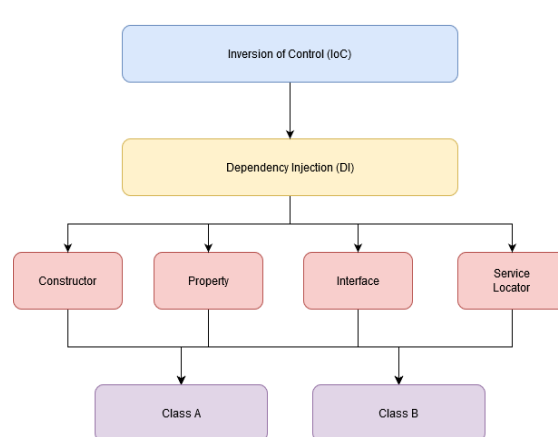 Inversion of Control (IoC)
Dependency Injection (DI)
Constructor
Property
Interface
Service
Locator
Class A
Class B